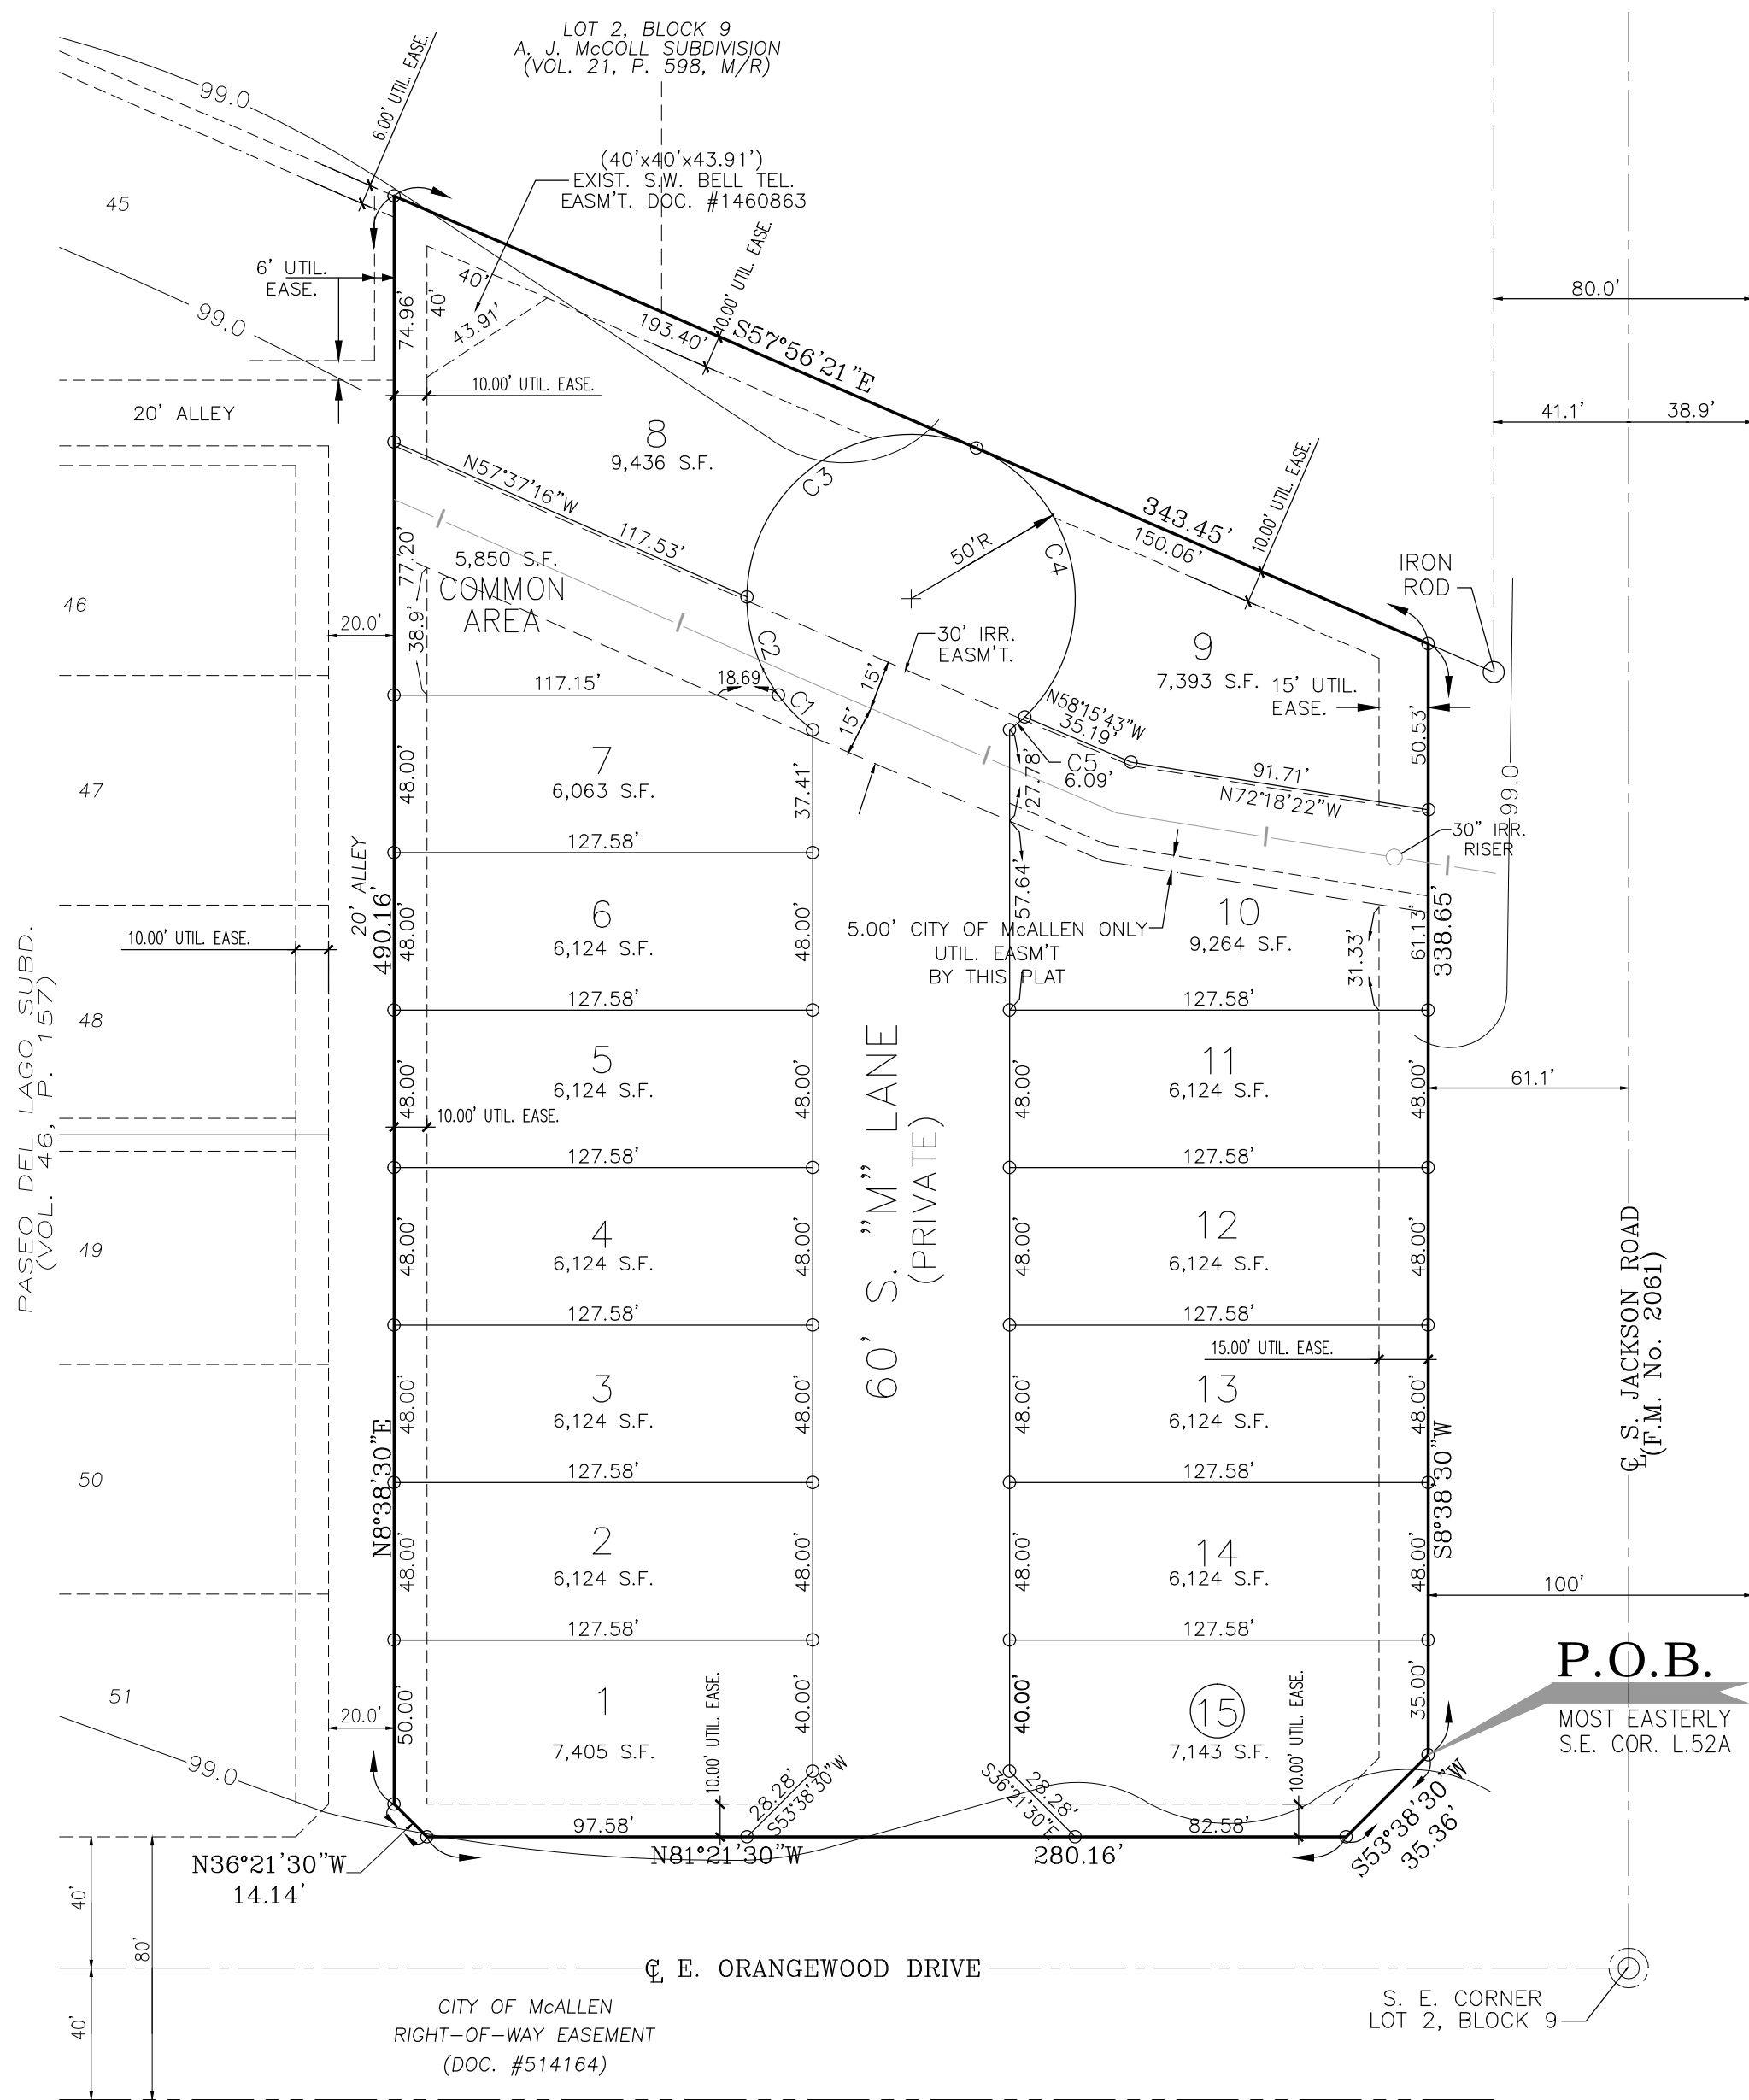 LOT 2, BLOCK 9
A. J. McCOLL SUBDIVISION
(VOL. 21, P. 598, M/R)
99.0
6.00' UTIL. EASE.
(40'x40'x43.91')
EXIST. S.W. BELL TEL.
EASM'T. DOC. #1460863
45
6' UTIL.
EASE.
99.0
74.96'
40'
40'
43.91'
193.40'
10.00' UTIL. EASE.
S57°56'21"E
80.0'
41.1'
38.9'
10.00' UTIL. EASE.
20' ALLEY
8
9,436 S.F.
C3
N57°37'16"W
117.53'
50'R
C4
343.45'
150.06'
10.00' UTIL. EASE.
IRON
ROD
77.20'
5,850 S.F.
COMMON
AREA
46
20.0'
38.9'
C2
30' IRR.
EASM'T.
9
7,393 S.F.
15' UTIL.
EASE.
117.15'
18.69'
C1
15'
15'
N58°15'43"W
35.19'
50.53'
C5
6.09'
27.78'
91.71'
N72°18'22"W
99.0
47
7
6,063 S.F.
48.00'
37.41'
30" IRR.
RISER
127.58'
20' ALLEY
490.16'
57.64'
6
6,124 S.F.
48.00'
48.00'
10.00' UTIL. EASE.
5.00' CITY OF McALLEN ONLY
UTIL. EASM'T
BY THIS PLAT
10
9,264 S.F.
31.33'
61.13'
338.65'
PASEO DEL LAGO SUBD.
(VOL. 46, P. 157)
48
127.58'
127.58'
5
6,124 S.F.
48.00'
48.00'
10.00' UTIL. EASE.
60' S. "M" LANE
(PRIVATE)
11
6,124 S.F.
48.00'
48.00'
61.1'
127.58'
127.58'
49
4
6,124 S.F.
48.00'
48.00'
12
6,124 S.F.
48.00'
48.00'
127.58'
127.58'
15.00' UTIL. EASE.
℄ S. JACKSON ROAD
(F.M. No. 2061)
3
6,124 S.F.
48.00'
48.00'
13
6,124 S.F.
48.00'
48.00'
N8°38'30"E
S8°38'30"W
50
127.58'
127.58'
2
6,124 S.F.
48.00'
48.00'
14
6,124 S.F.
48.00'
48.00'
100'
127.58'
127.58'
51
20.0'
50.00'
1
7,405 S.F.
10.00' UTIL. EASE.
40.00'
40.00'
15
7,143 S.F.
10.00' UTIL. EASE.
35.00'
P.O.B.
MOST EASTERLY
S.E. COR. L.52A
99.0
28.28'
S53°38'30"W
28.28'
S36°21'30"E
97.58'
82.58'
N81°21'30"W
280.16'
S53°38'30"W
35.36'
N36°21'30"W
14.14'
40'
80'
40'
℄ E. ORANGEWOOD DRIVE
CITY OF McALLEN
RIGHT-OF-WAY EASEMENT
(DOC. #514164)
S. E. CORNER
LOT 2, BLOCK 9